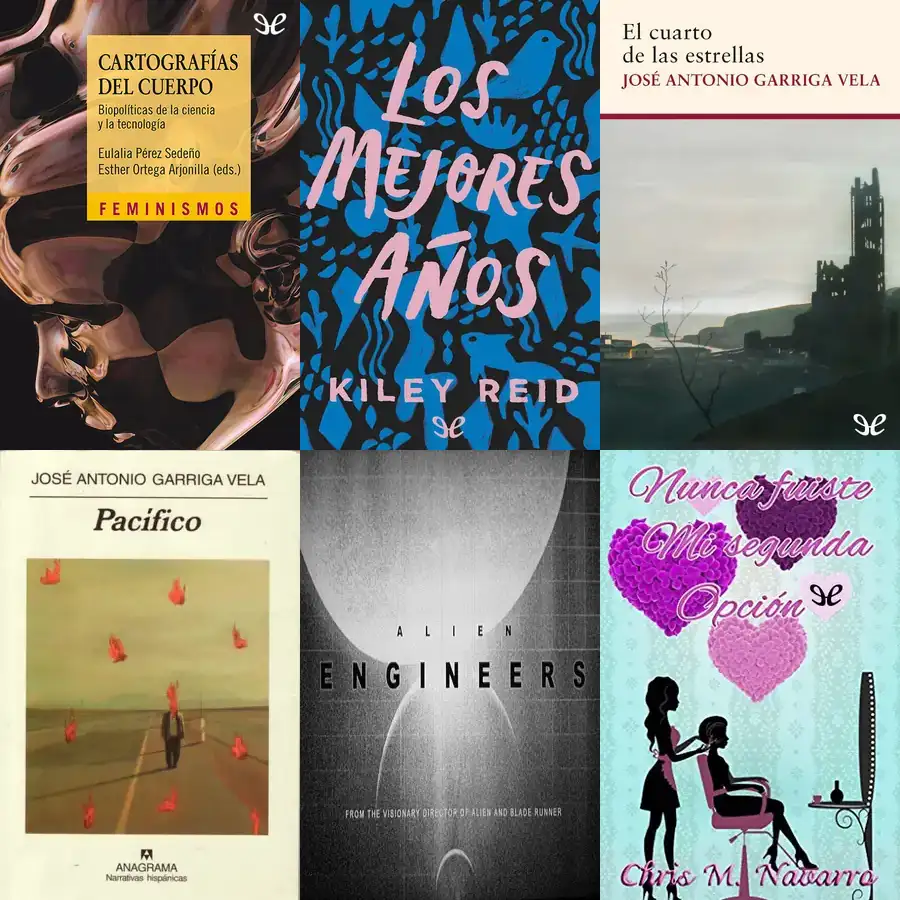 CARTOGRAFÍAS
DEL CUERPO
Biopolíticas de la ciencia
y la tecnología
Eulalia Pérez Sedeño
Esther Ortega Arjonilla (eds.)
FEMINISMOS
LOS
MEJORES
AÑOS
KILEY REID
El cuarto
de las estrellas
JOSÉ ANTONIO GARRIGA VELA
JOSÉ ANTONIO GARRIGA VELA
Pacífico
ANAGRAMA
Narrativas hispánicas
ALIEN
ENGINEERS
FROM THE VISIONARY DIRECTOR OF ALIEN AND BLADE RUNNER
Nunca fuiste
Mi segunda
Opción
Chris M. Navarro